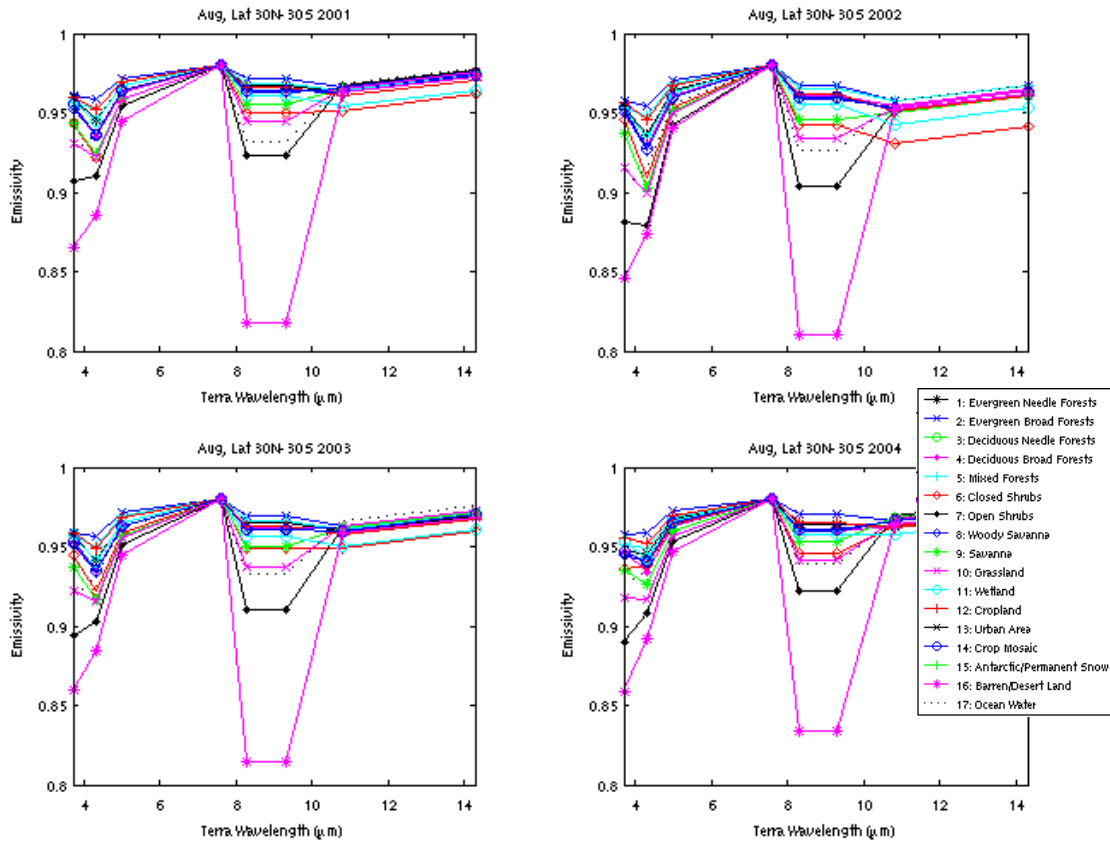 Aug, Lat 30N-30S 2001
1
0.95
0.9
0.85
0.8
Emissivity
4 6 8 10 12 14
Terra Wavelength (μm)
Aug, Lat 30N-30S 2002
1
0.95
0.9
0.85
0.8
Emissivity
4 6 8 10 12 14
Terra Wavelength (μm)
Aug, Lat 30N-30S 2003
1
0.95
0.9
0.85
0.8
Emissivity
4 6 8 10 12 14
Terra Wavelength (μm)
Aug, Lat 30N-30S 2004
1
0.95
0.9
0.85
0.8
Emissivity
4 6 8 10 12 14
Terra Wavelength (μm)
1: Evergreen Needle Forests
2: Evergreen Broad Forests
3: Deciduous Needle Forests
4: Deciduous Broad Forests
5: Mixed Forests
6: Closed Shrubs
7: Open Shrubs
8: Woody Savanna
9: Savanna
10: Grassland
11: Wetland
12: Cropland
13: Urban Area
14: Crop Mosaic
15: Antarctic/Permanent Snow
16: Barren/Desert Land
17: Ocean Water